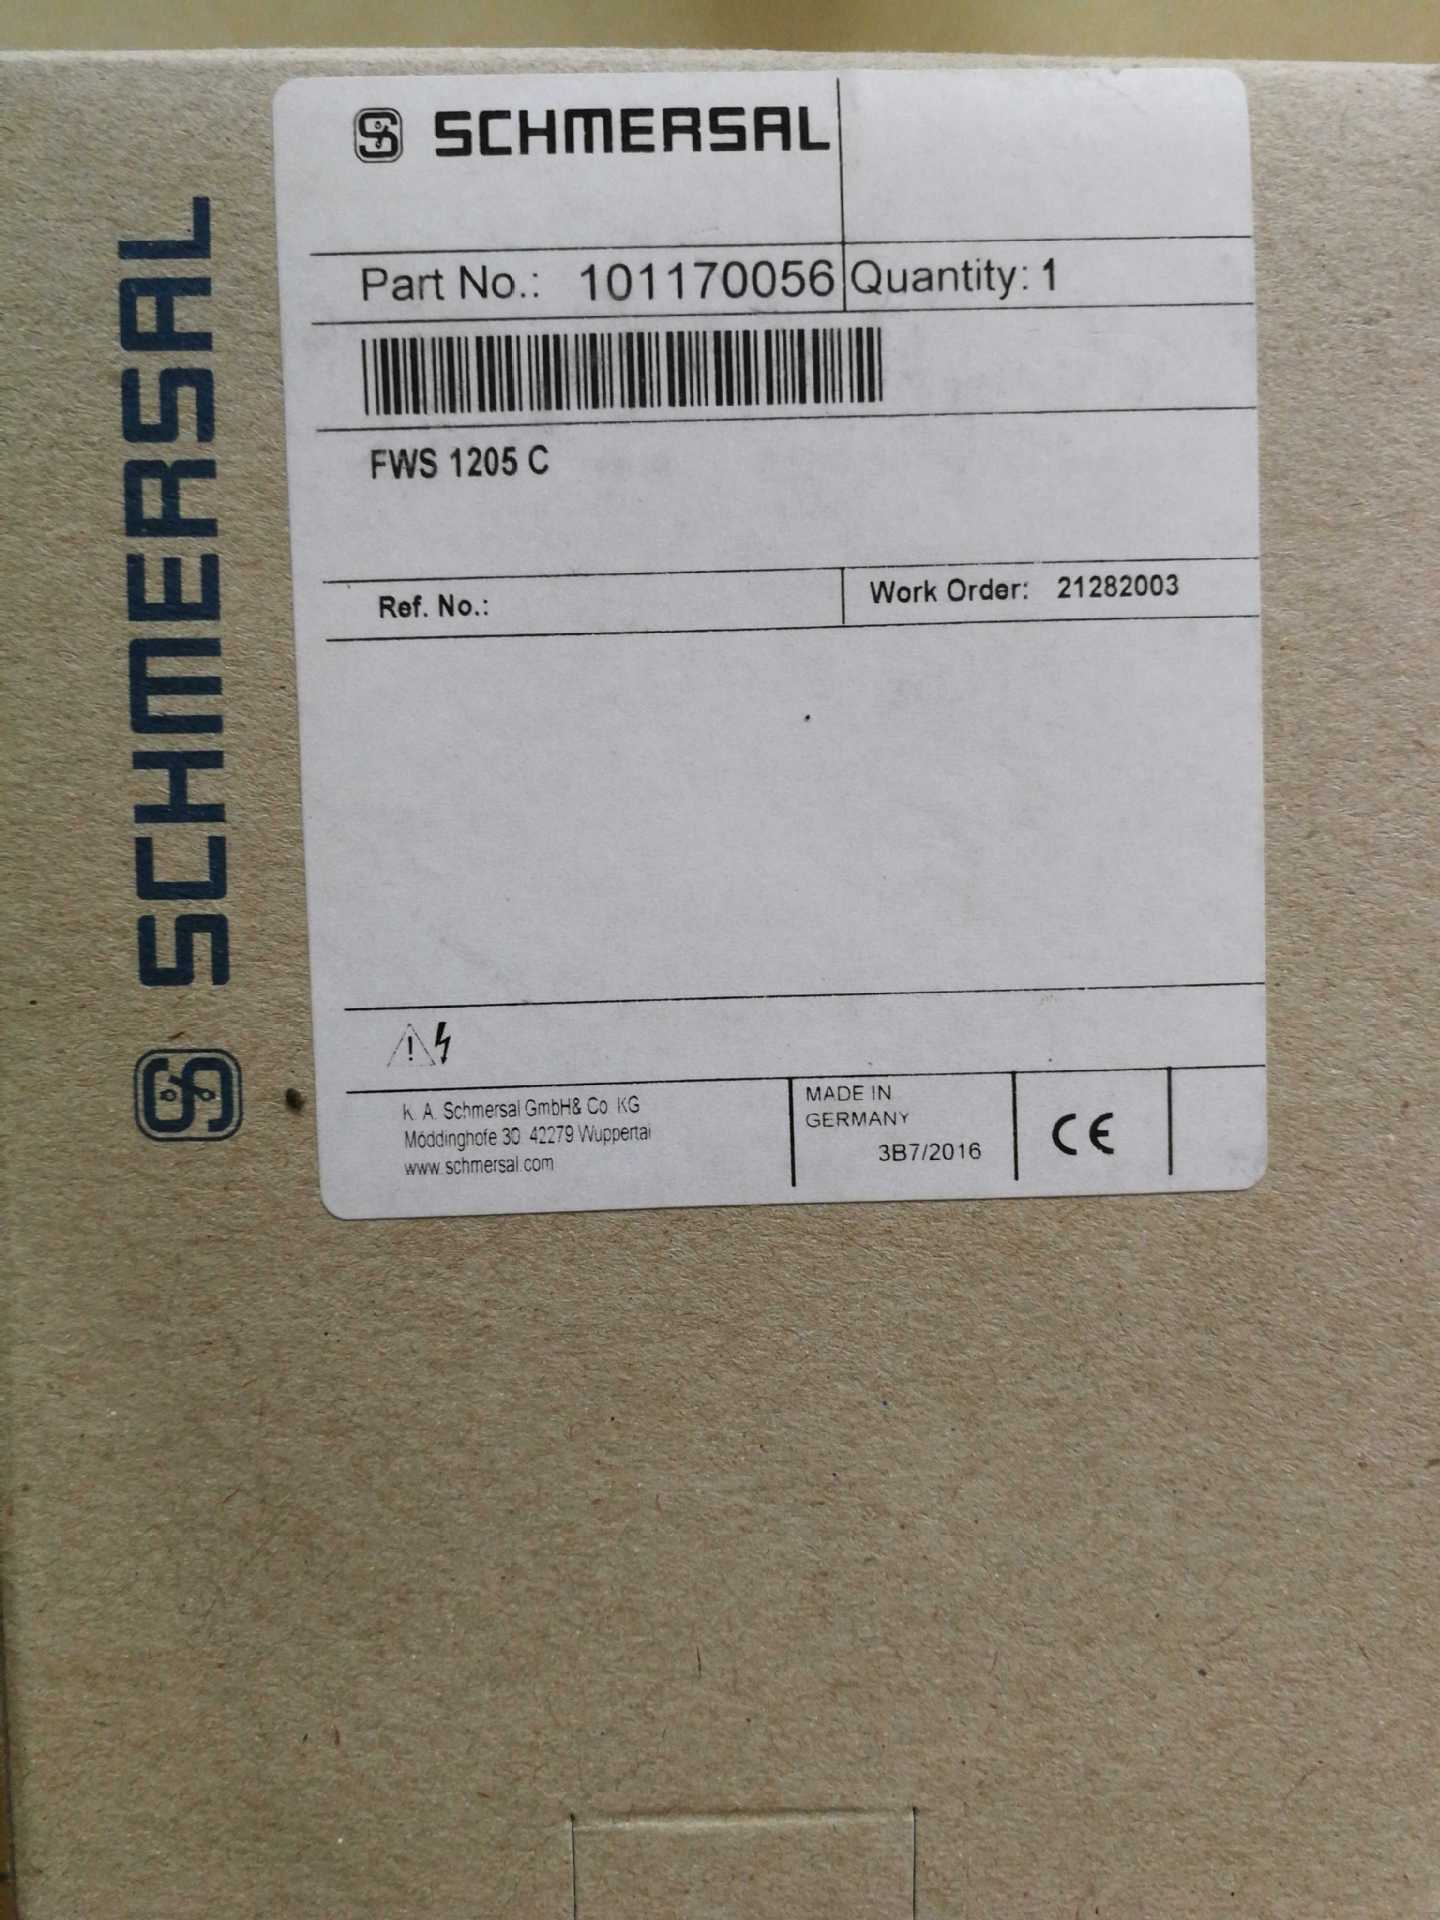 SCHMERSAL
SCHMERSAL
Part No.: 101170056 Quantity: 1
FWS 1205 C
Ref. No.: Work Order: 21282003
K. A. Schmersal GmbH& Co. KG
Möddinghofe 30, 42279 Wuppertal
www.schmersal.com
MADE IN
GERMANY
3B7/2016
CE